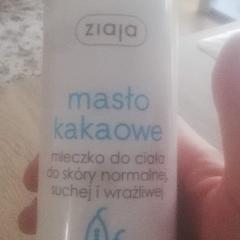 ziaja
masło
kakaowe
mleczko do ciała
do skóry normalnej,
suchej i wrażliwej